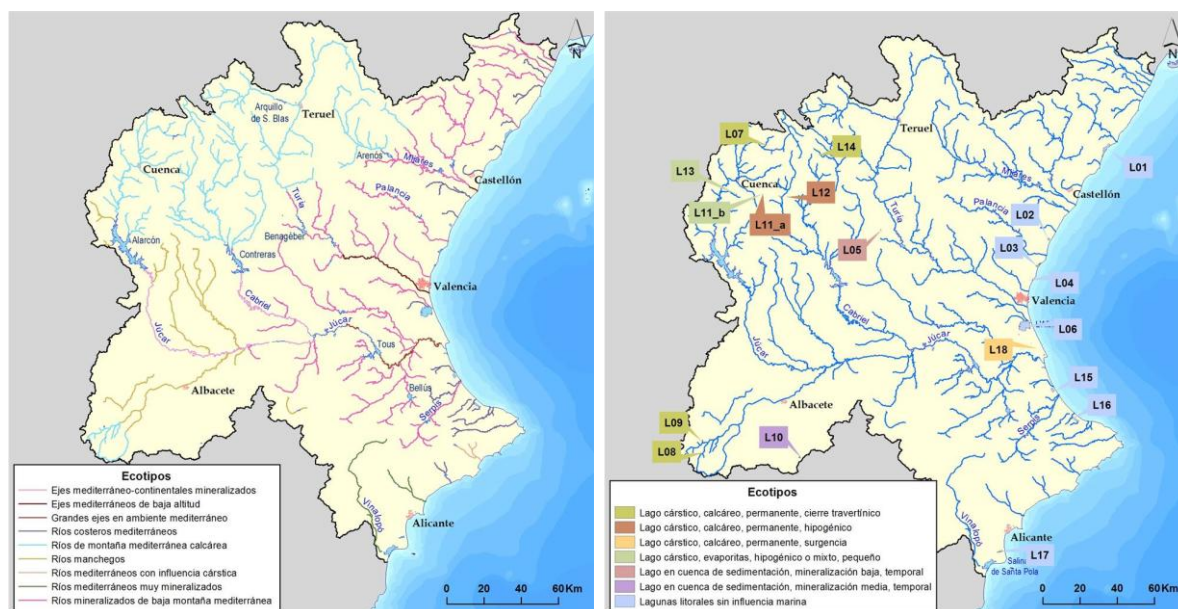 N
Teruel
Arquillo
de S. Blas
Cuenca
Arenós
Mijares
Castellón
Palancia
Turia
Benagéber
Alarcón
Contreras
Valencia
Cabriel
Júcar
Júcar
Tous
Albacete
Bellús
Serpis
Vinalopó
Alicante
Ecotipos
Ejes mediterráneo-continentales mineralizados
Ejes mediterráneos de baja altitud
Grandes ejes en ambiente mediterráneo
Ríos costeros mediterráneos
Ríos de montaña mediterránea calcárea
Ríos manchegos
Ríos mediterráneos con influencia cárstica
Ríos mediterráneos muy mineralizados
Ríos mineralizados de baja montaña mediterránea
0 20 40 60 Km
N
Teruel
L07
L14
L01
L13
Cuenca
L12
Mijares
Castellón
L11_b
L11_a
Turia
Palancia
L02
L05
L03
L04
Valencia
Cabriel
L06
Júcar
Júcar
L18
L15
Albacete
L16
L09
L10
L08
Serpis
Vinalopó
Alicante
L17
Salinas
de Santa Pola
Ecotipos
Lago cárstico, calcáreo, permanente, cierre travertínico
Lago cárstico, calcáreo, permanente, hipogénico
Lago cárstico, calcáreo, permanente, surgencia
Lago cárstico, evaporitas, hipogénico o mixto, pequeño
Lago en cuenca de sedimentación, mineralización baja, temporal
Lago en cuenca de sedimentación, mineralización media, temporal
Lagunas litorales sin influencia marina
0 20 40 60 Km